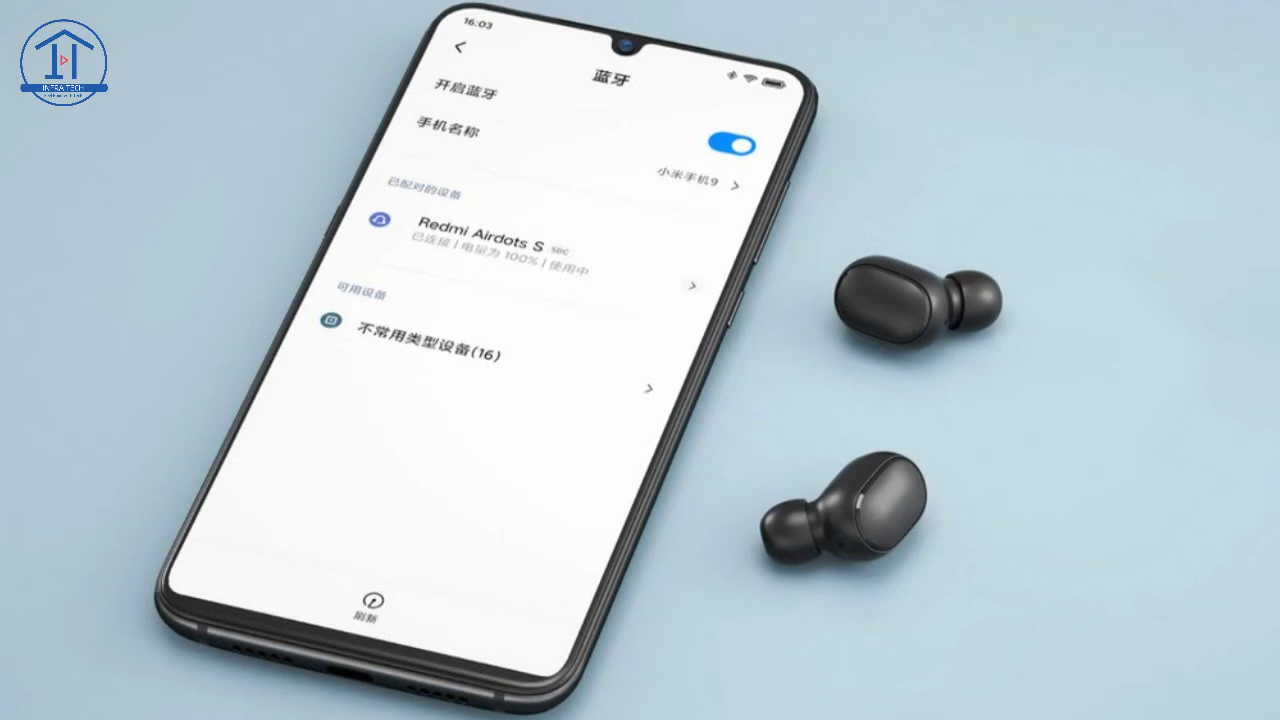 INFRA TECH
16:03
蓝牙
开启蓝牙
手机名称
小米手机9
已配对的设备
Redmi Airdots S SBC
已连接 | 电量为 100% | 使用中
可用设备
不常用类型设备(16)
刷新